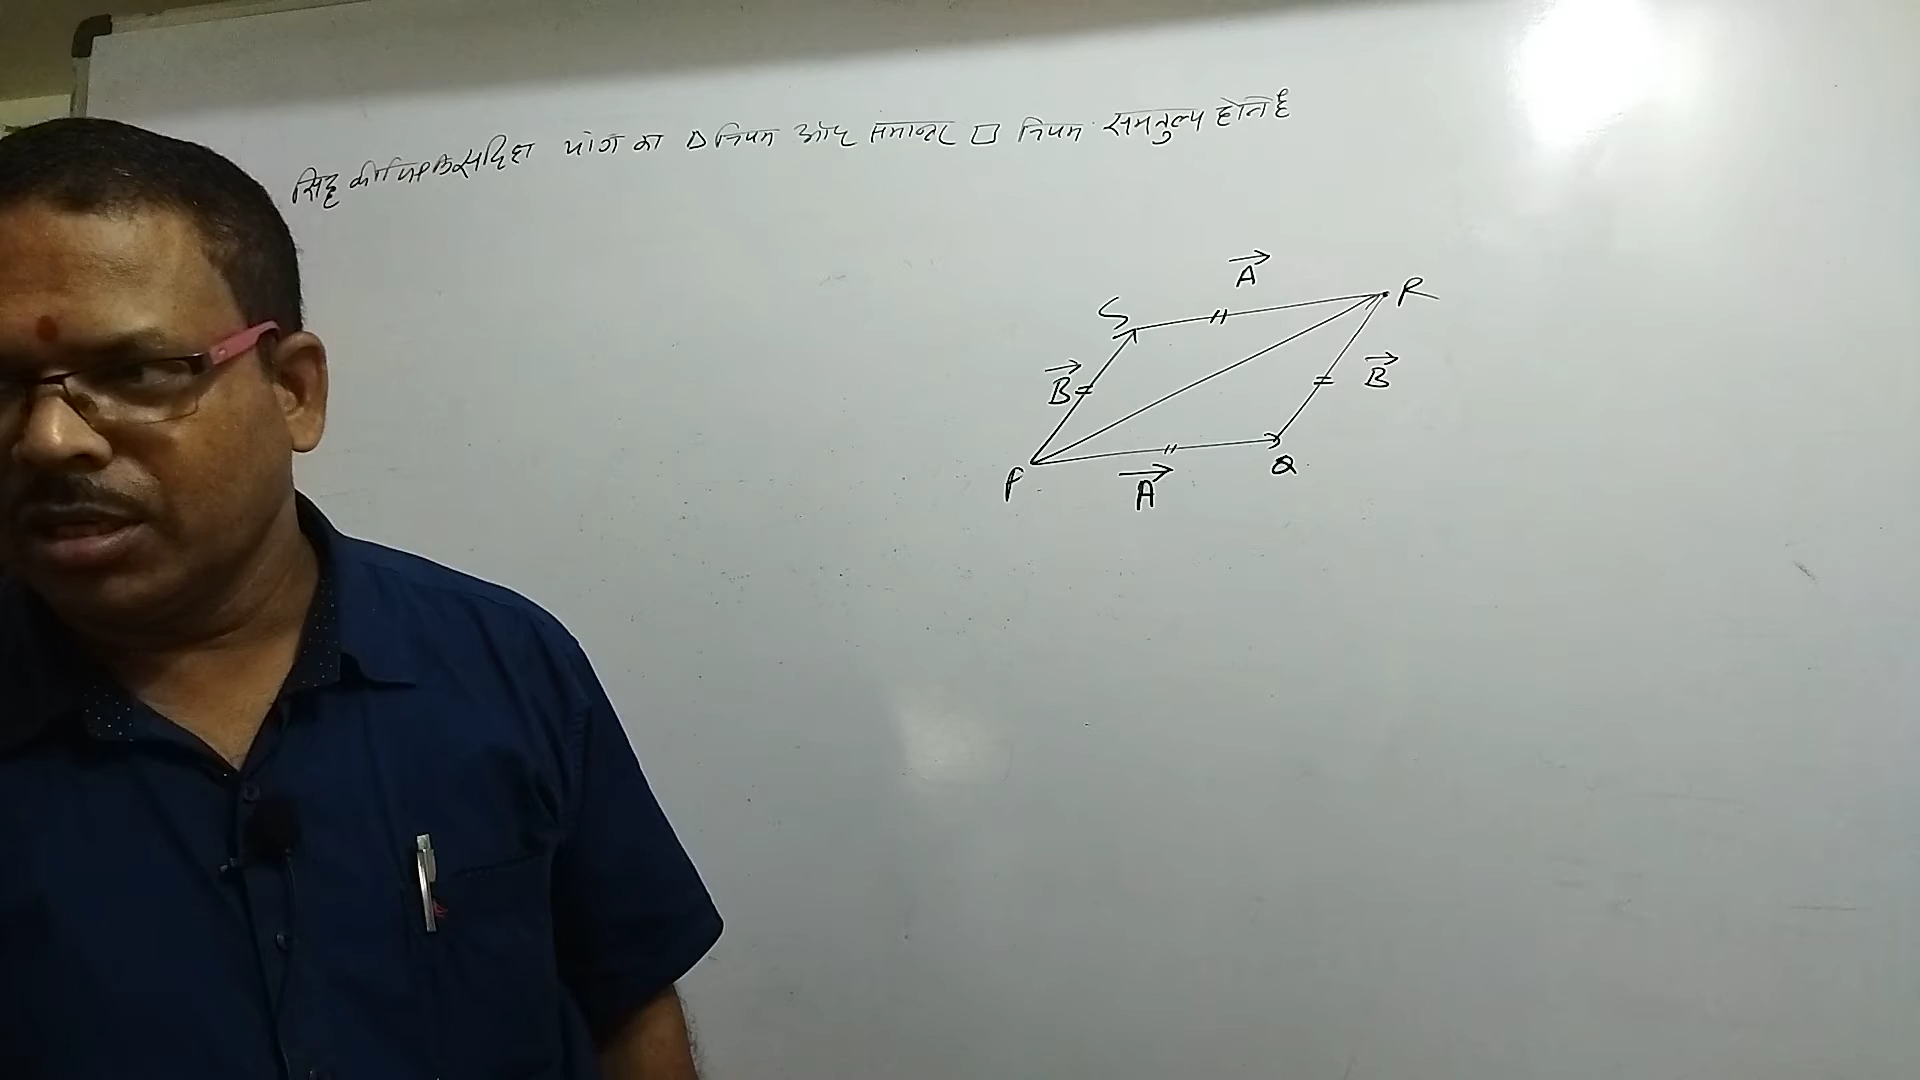 सिद्ध कीजिए कि सदिश योग का △ नियम और समान्तर □ नियम समतुल्य होते हैं
A
S R
B B
P Q
A